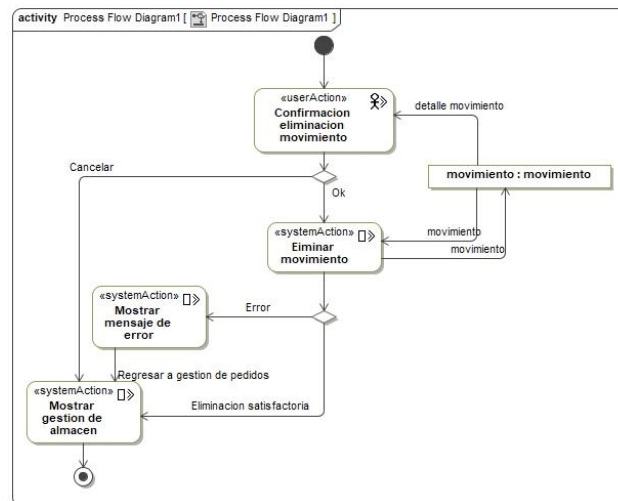 activity Process Flow Diagram1 [ Process Flow Diagram1 ]
«userAction»
Confirmacion
eliminacion
movimiento
detalle movimiento
movimiento : movimiento
Cancelar
Ok
«systemAction»
Eiminar
movimiento
movimiento
movimiento
«systemAction»
Mostrar
mensaje de
error
Error
Regresar a gestion de pedidos
«systemAction»
Mostrar
gestion de
almacen
Eliminacion satisfactoria